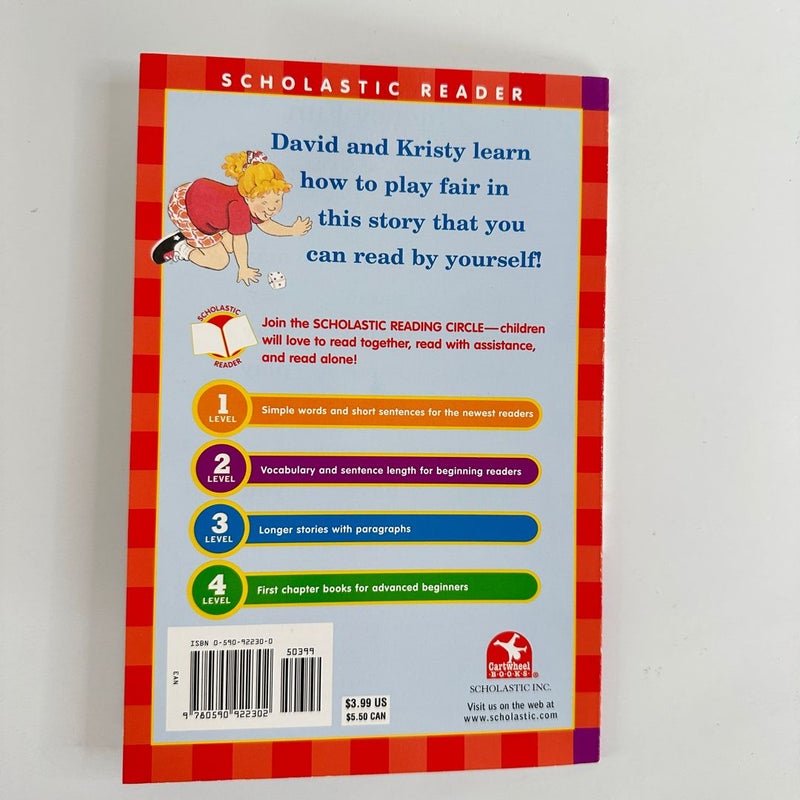 SCHOLASTIC READER
David and Kristy learn
how to play fair in
this story that you
can read by yourself!
SCHOLASTIC
READER
Join the SCHOLASTIC READING CIRCLE—children
will love to read together, read with assistance,
and read alone!
1
LEVEL
Simple words and short sentences for the newest readers
2
LEVEL
Vocabulary and sentence length for beginning readers
3
LEVEL
Longer stories with paragraphs
4
LEVEL
First chapter books for advanced beginners
ISBN 0-590-92230-0
50399
EAN
9 780590 922302
$3.99 US
$5.50 CAN
Cartwheel
·B·O·O·K·S·®
SCHOLASTIC INC.
Visit us on the web at
www.scholastic.com